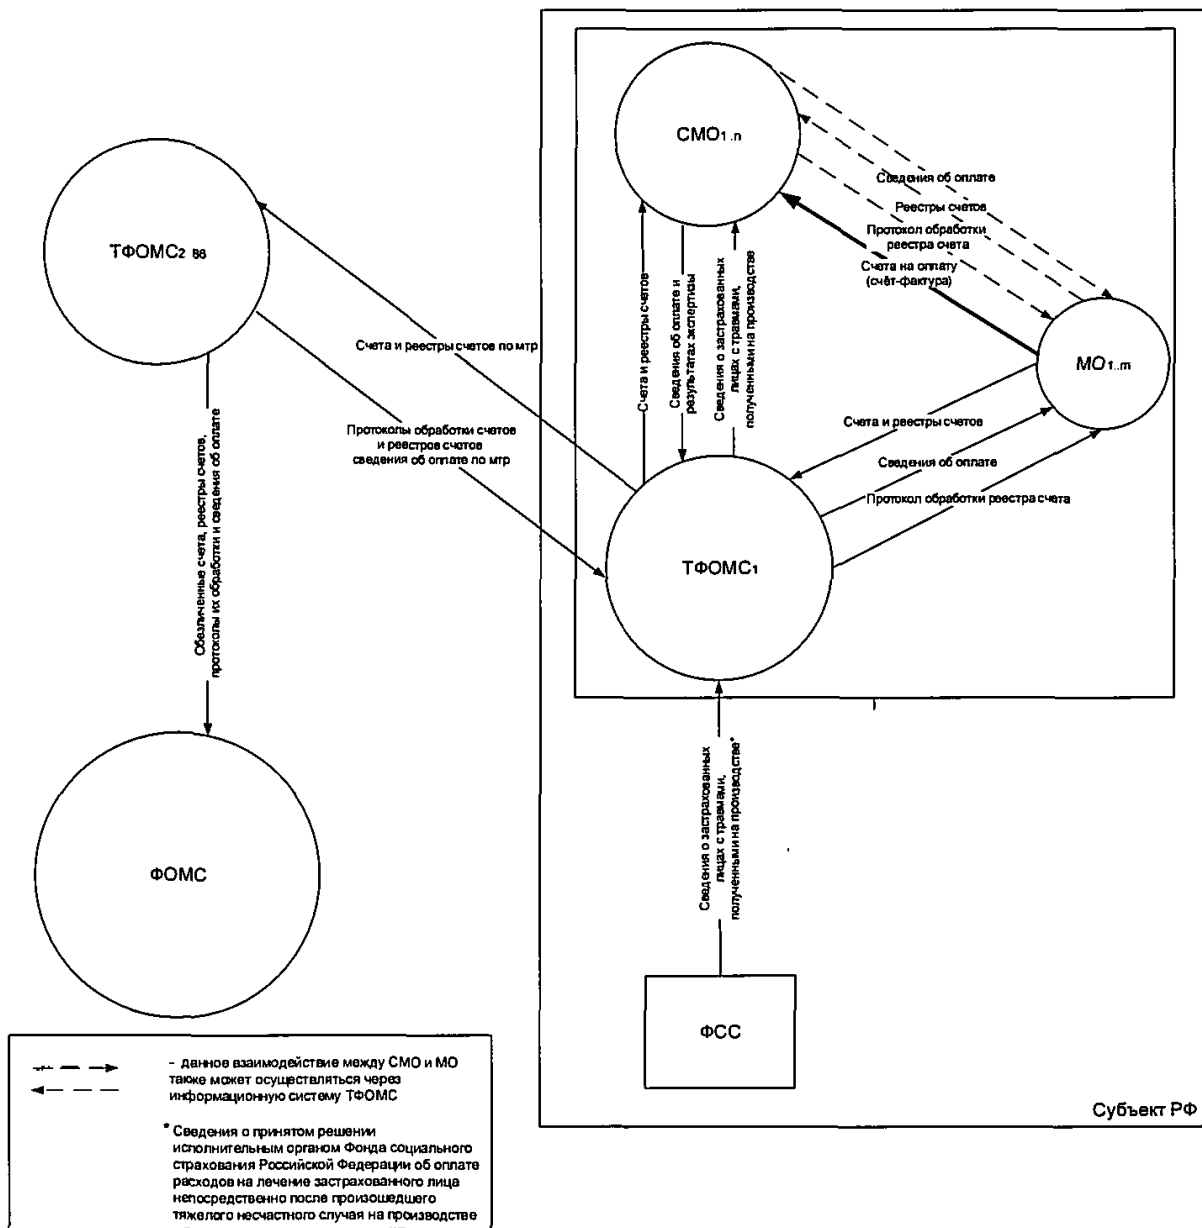 СМО1..n
Сведения об оплате
Реестры счетов
Протокол обработки
реестра счета
Счета на оплату
(счёт-фактура)
МО1..m
ТФОМС2 86
Счета и реестры счетов по мтр
Протоколы обработки счетов
и реестров счетов
сведения об оплате по мтр
Счета и реестры счетов
Сведения об оплате и
результатах экспертизы
Сведения о застрахованных
лицах с травмами,
полученными на производстве
Счета и реестры счетов
Сведения об оплате
Протокол обработки реестра счета
ТФОМС1
Обезличенные счета, реестры счетов,
протоколы их обработки и сведения об оплате
ФОМС
Сведения о застрахованных
лицах с травмами,
полученными на производстве*
ФСС
Субъект РФ
- данное взаимодействие между СМО и МО
также может осуществляться через
информационную систему ТФОМС
* Сведения о принятом решении
исполнительным органом Фонда социального
страхования Российской Федерации об оплате
расходов на лечение застрахованного лица
непосредственно после произошедшего
тяжелого несчастного случая на производстве